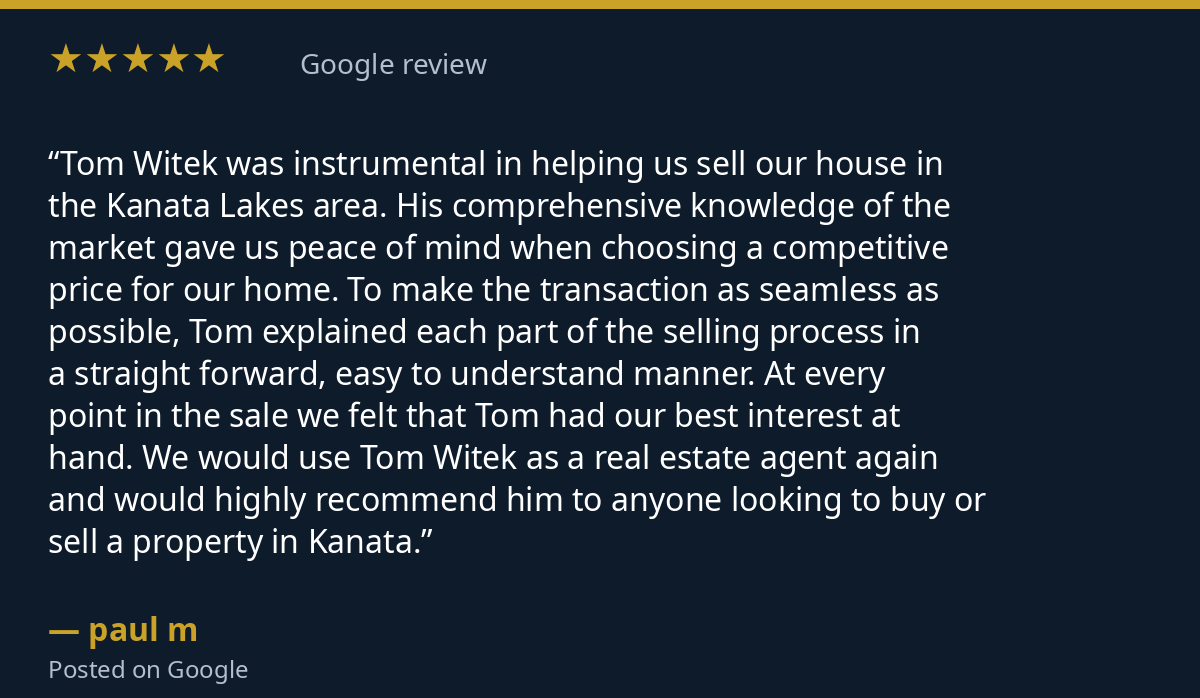 ★★★★★ Google review
“Tom Witek was instrumental in helping us sell our house in
the Kanata Lakes area. His comprehensive knowledge of the
market gave us peace of mind when choosing a competitive
price for our home. To make the transaction as seamless as
possible, Tom explained each part of the selling process in
a straight forward, easy to understand manner. At every
point in the sale we felt that Tom had our best interest at
hand. We would use Tom Witek as a real estate agent again
and would highly recommend him to anyone looking to buy or
sell a property in Kanata.”
— paul m
Posted on Google